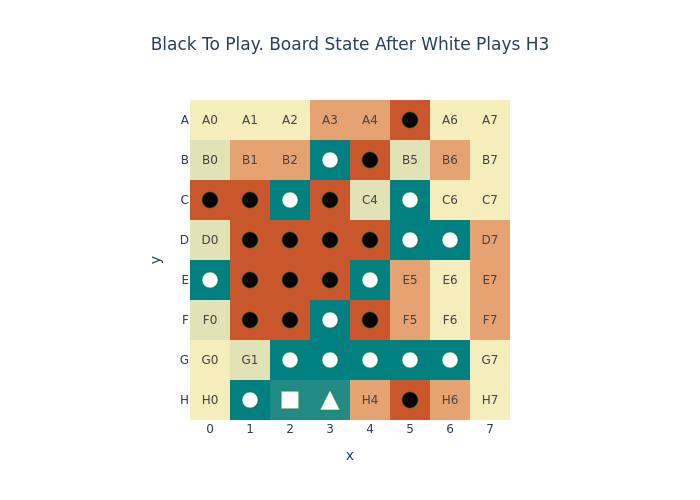 Black To Play. Board State After White Plays H3
A A0 A1 A2 A3 A4 A6 A7
B B0 B1 B2 B5 B6 B7
C C4 C6 C7
y
D D0 D7
E E5 E6 E7
F F0 F5 F6 F7
G G0 G1 G7
H H0 H4 H6 H7
0 1 2 3 4 5 6 7
x